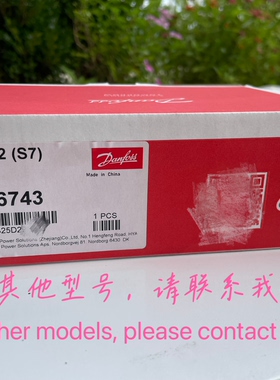 Danfoss
2 (S7)
Danfoss
Made in China
6743
25D2
1 PCS
Power Solutions (Zhejiang) Co., Ltd, No.1 Hengfeng Road,
Power Solutions Aps, Nordborgvej 81, Nordborg 6430 DK
其他型号，请联系我
her models, please contact